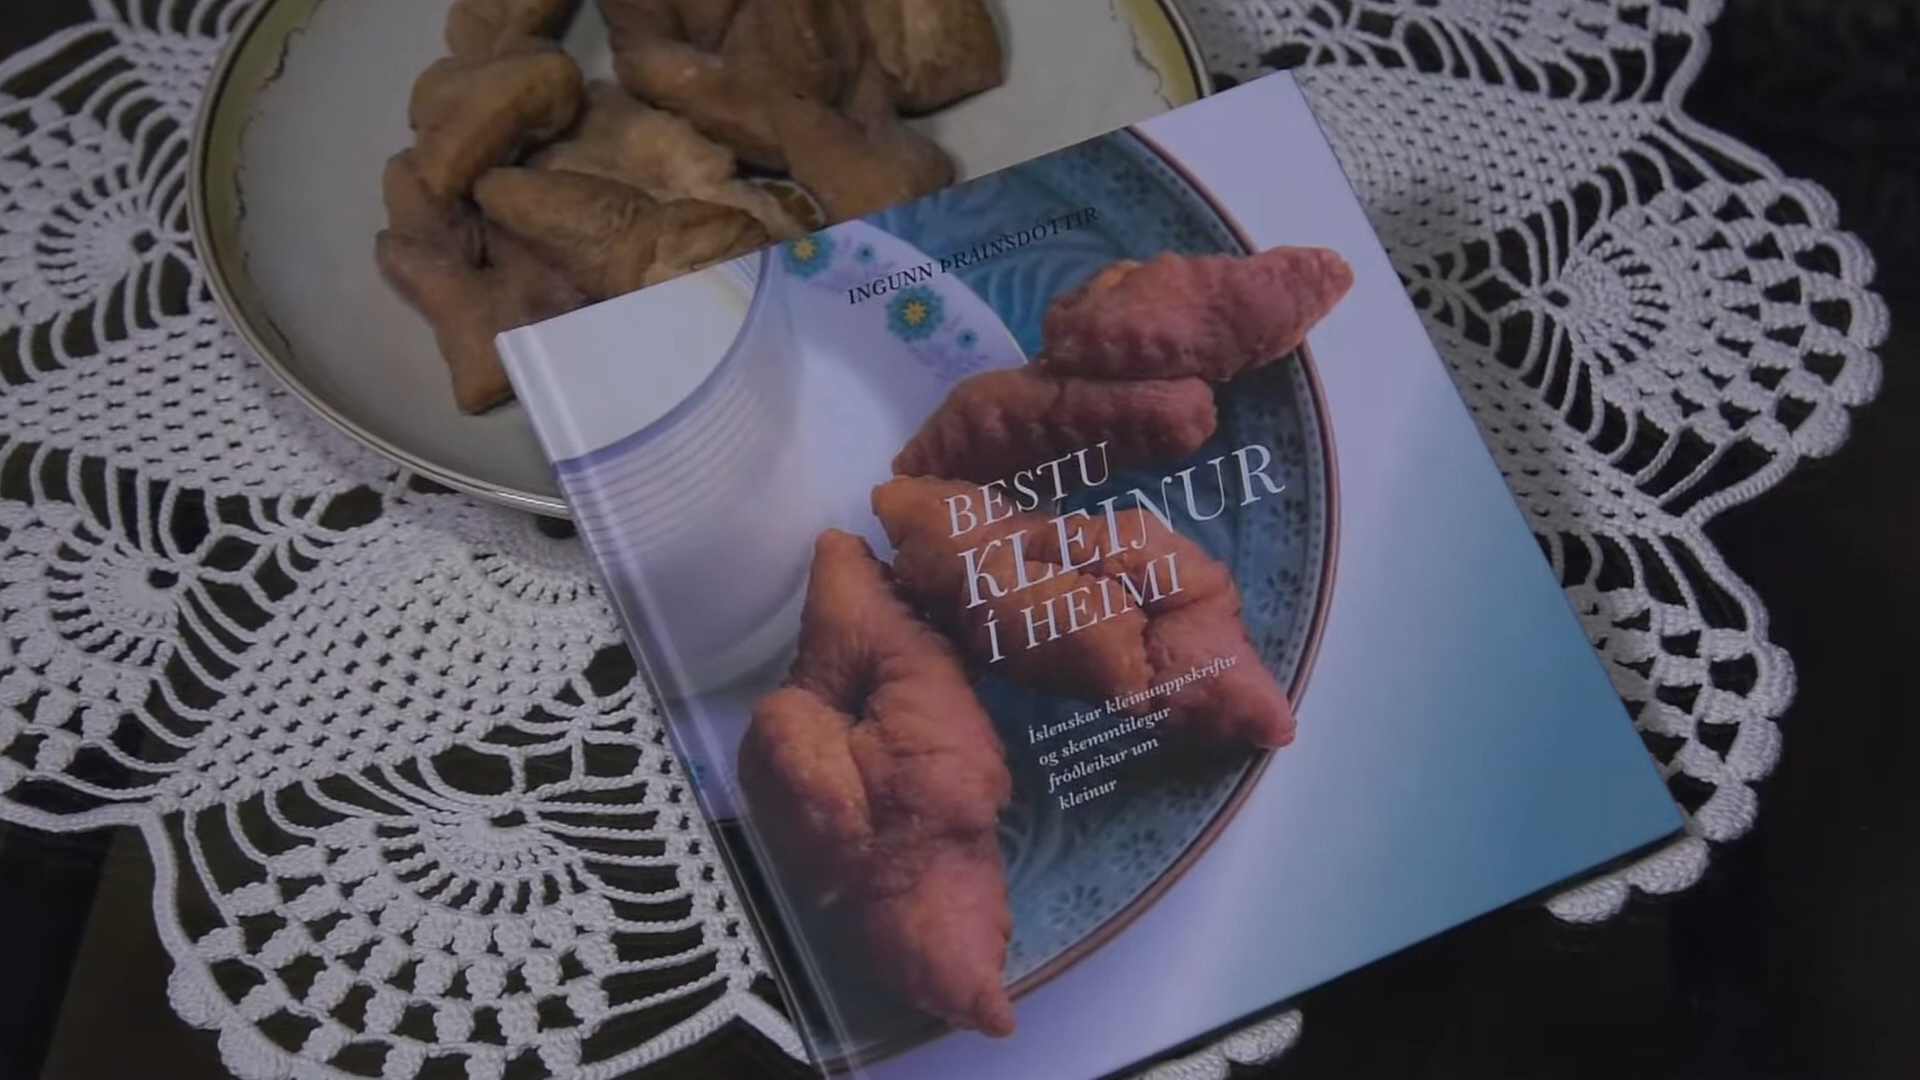 INGUNN ÞRÁINSDÓTTIR
BESTU
KLEINUR
Í HEIMI
Íslenskar kleinuuppskriftir
og skemmtilegur
fróðleikur um
kleinur